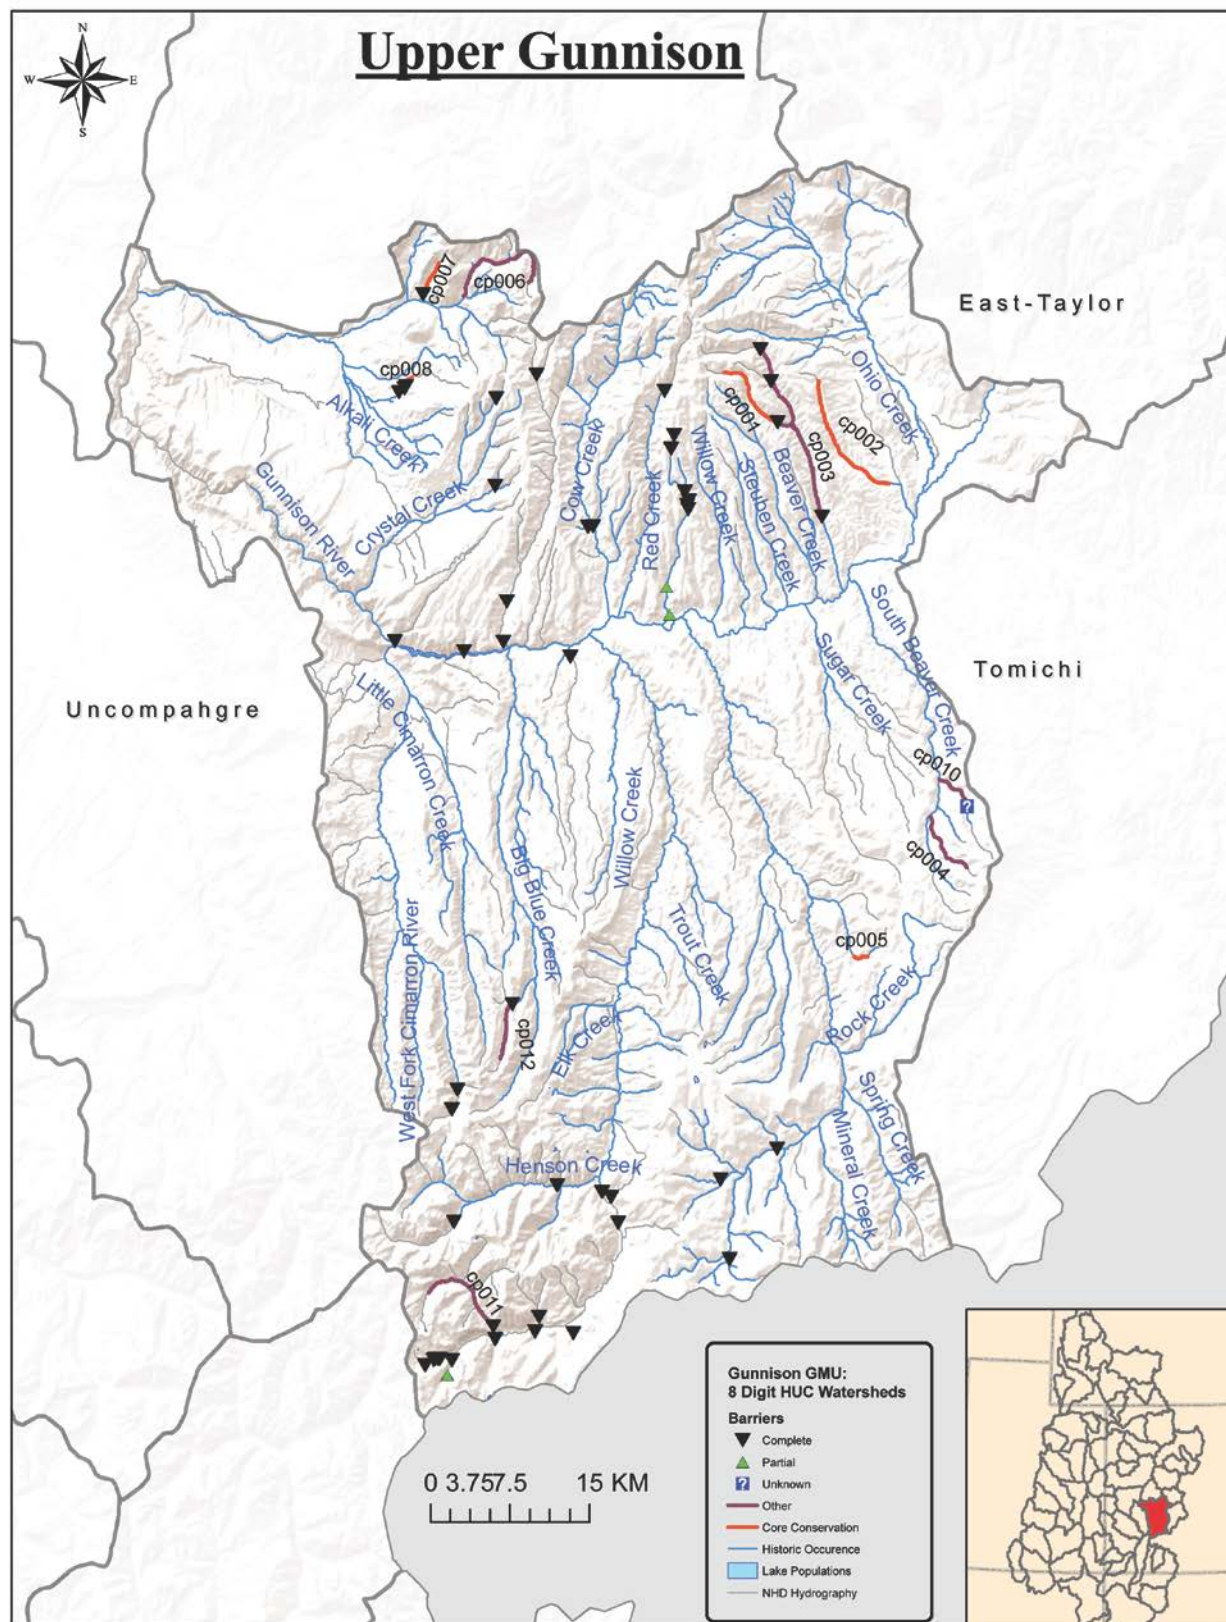 Upper Gunnison
N
W
E
S
cp007
cp006
East-Taylor
cp008
Ohio Creek
Alkali Creek
cp001
cp002
cp003
Gunnison River
Crystal Creek
Cow Creek
Red Creek
Willow Creek
Steuben Creek
Beaver Creek
South Beaver Creek
Sugar Creek
Tomichi
Uncompahgre
Little Cimarron Creek
cp010
?
cp004
Willow Creek
Big Blue Creek
Trout Creek
cp005
West Fork Cimarron River
Rock Creek
cp012
Elk Creek
Spring Creek
Mineral Creek
Henson Creek
cp011
Gunnison GMU:
8 Digit HUC Watersheds
Barriers
Complete
Partial
? Unknown
Other
Core Conservation
Historic Occurence
Lake Populations
NHD Hydrography
0 3.757.5 15 KM